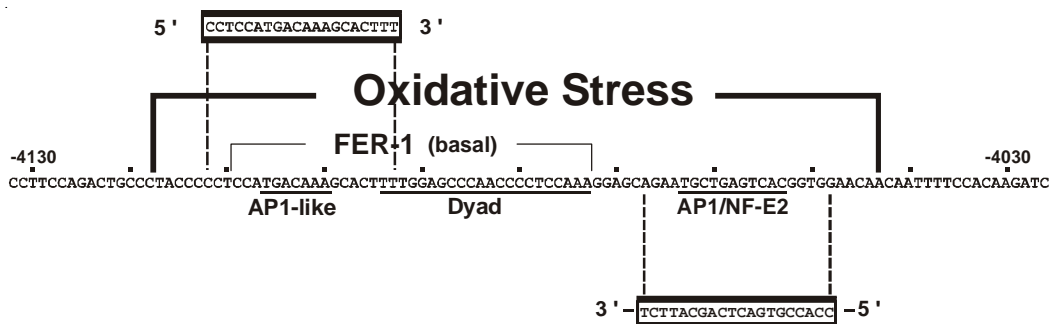 5' CCTCCATGACAAAGCACTTT 3'
Oxidative Stress
FER-1 (basal)
-4130 -4030
CCTTCCAGACTGCCCTACCCCCTCCATGACAAAGCACTTTTGGAGCCCAACCCCTCCAAAGGAGCAGAATGCTGAGTCACGGTGGAACAACAATTTTCCACAAGATC
AP1-like Dyad AP1/NF-E2
3'-TCTTACGACTCAGTGCCACC-5'